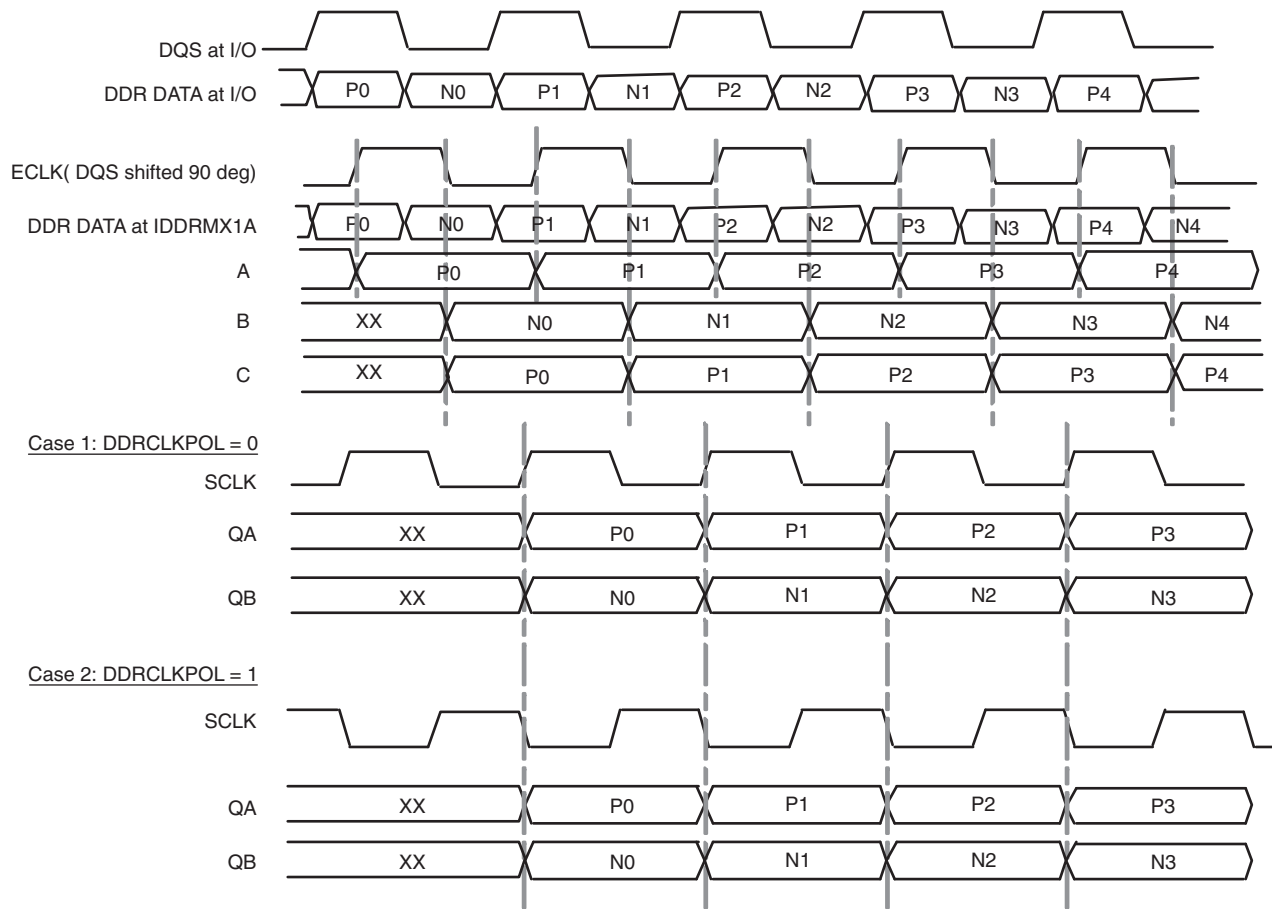 DQS at I/O
DDR DATA at I/O P0 N0 P1 N1 P2 N2 P3 N3 P4
ECLK( DQS shifted 90 deg)
DDR DATA at IDDRMX1A P0 N0 P1 N1 P2 N2 P3 N3 P4 N4
A P0 P1 P2 P3 P4
B XX N0 N1 N2 N3 N4
C XX P0 P1 P2 P3 P4
Case 1: DDRCLKPOL = 0
SCLK
QA XX P0 P1 P2 P3
QB XX N0 N1 N2 N3
Case 2: DDRCLKPOL = 1
SCLK
QA XX P0 P1 P2 P3
QB XX N0 N1 N2 N3